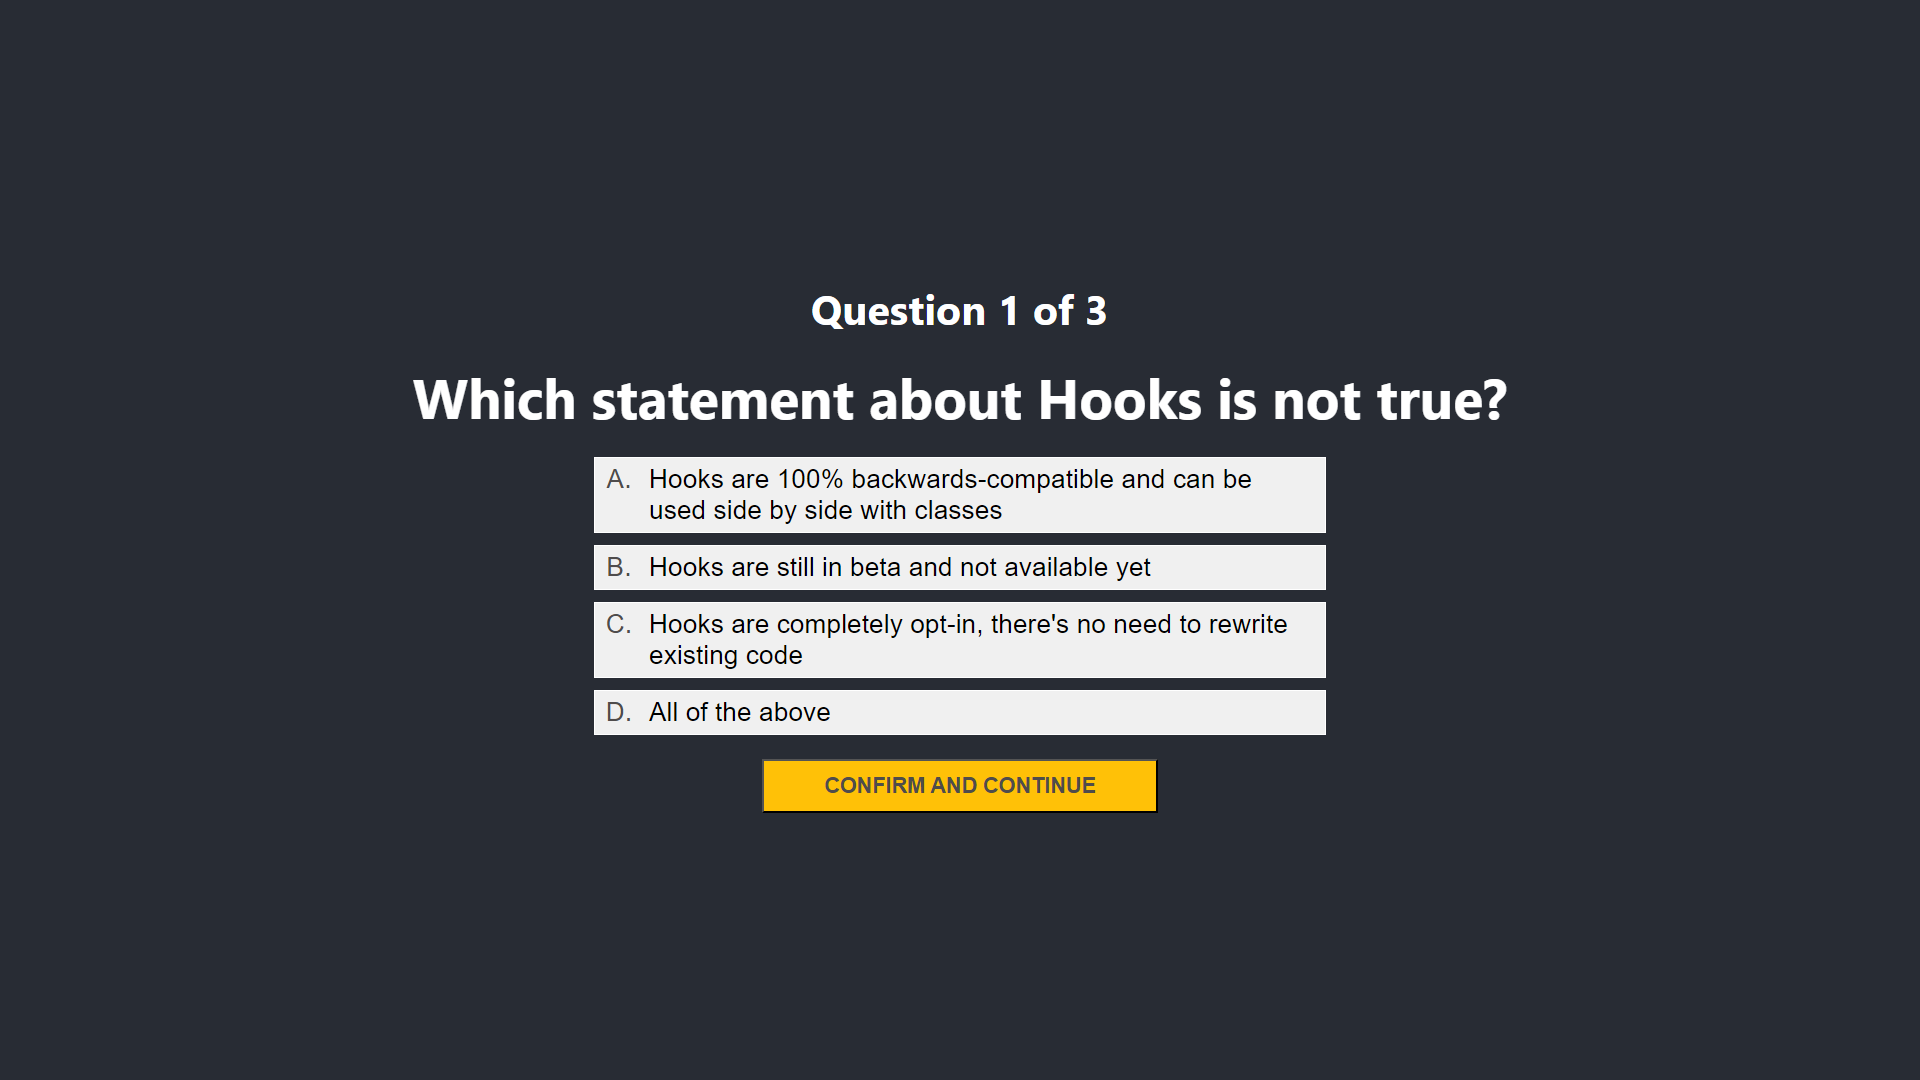 Question 1 of 3
Which statement about Hooks is not true?
A. Hooks are 100% backwards-compatible and can be
used side by side with classes
B. Hooks are still in beta and not available yet
C. Hooks are completely opt-in, there's no need to rewrite
existing code
D. All of the above
CONFIRM AND CONTINUE